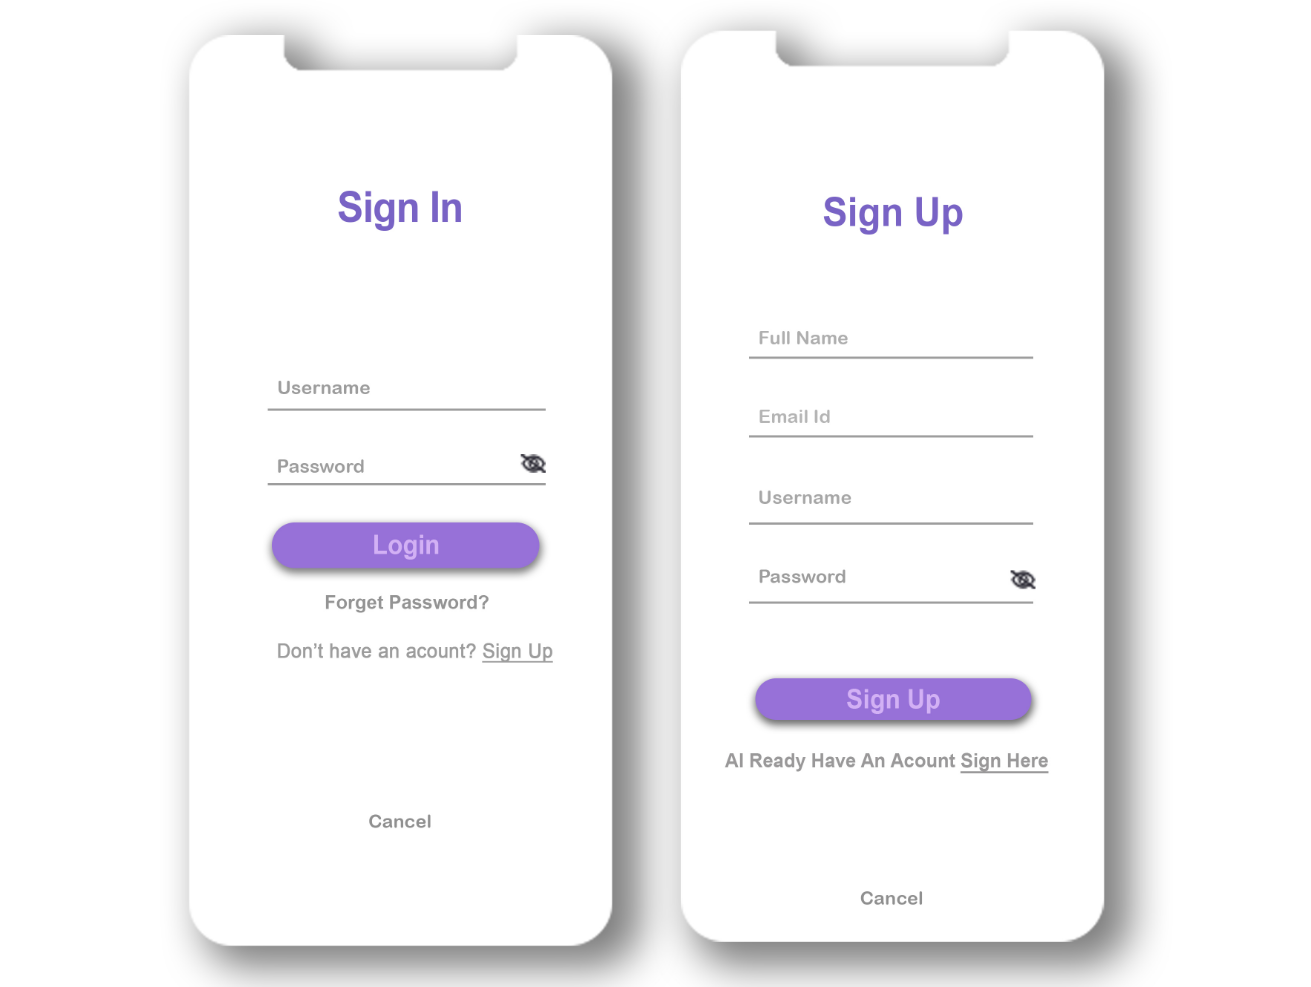 Sign In
Username
Password
Login
Forget Password?
Don't have an acount? Sign Up
Cancel
Sign Up
Full Name
Email Id
Username
Password
Sign Up
Al Ready Have An Acount Sign Here
Cancel